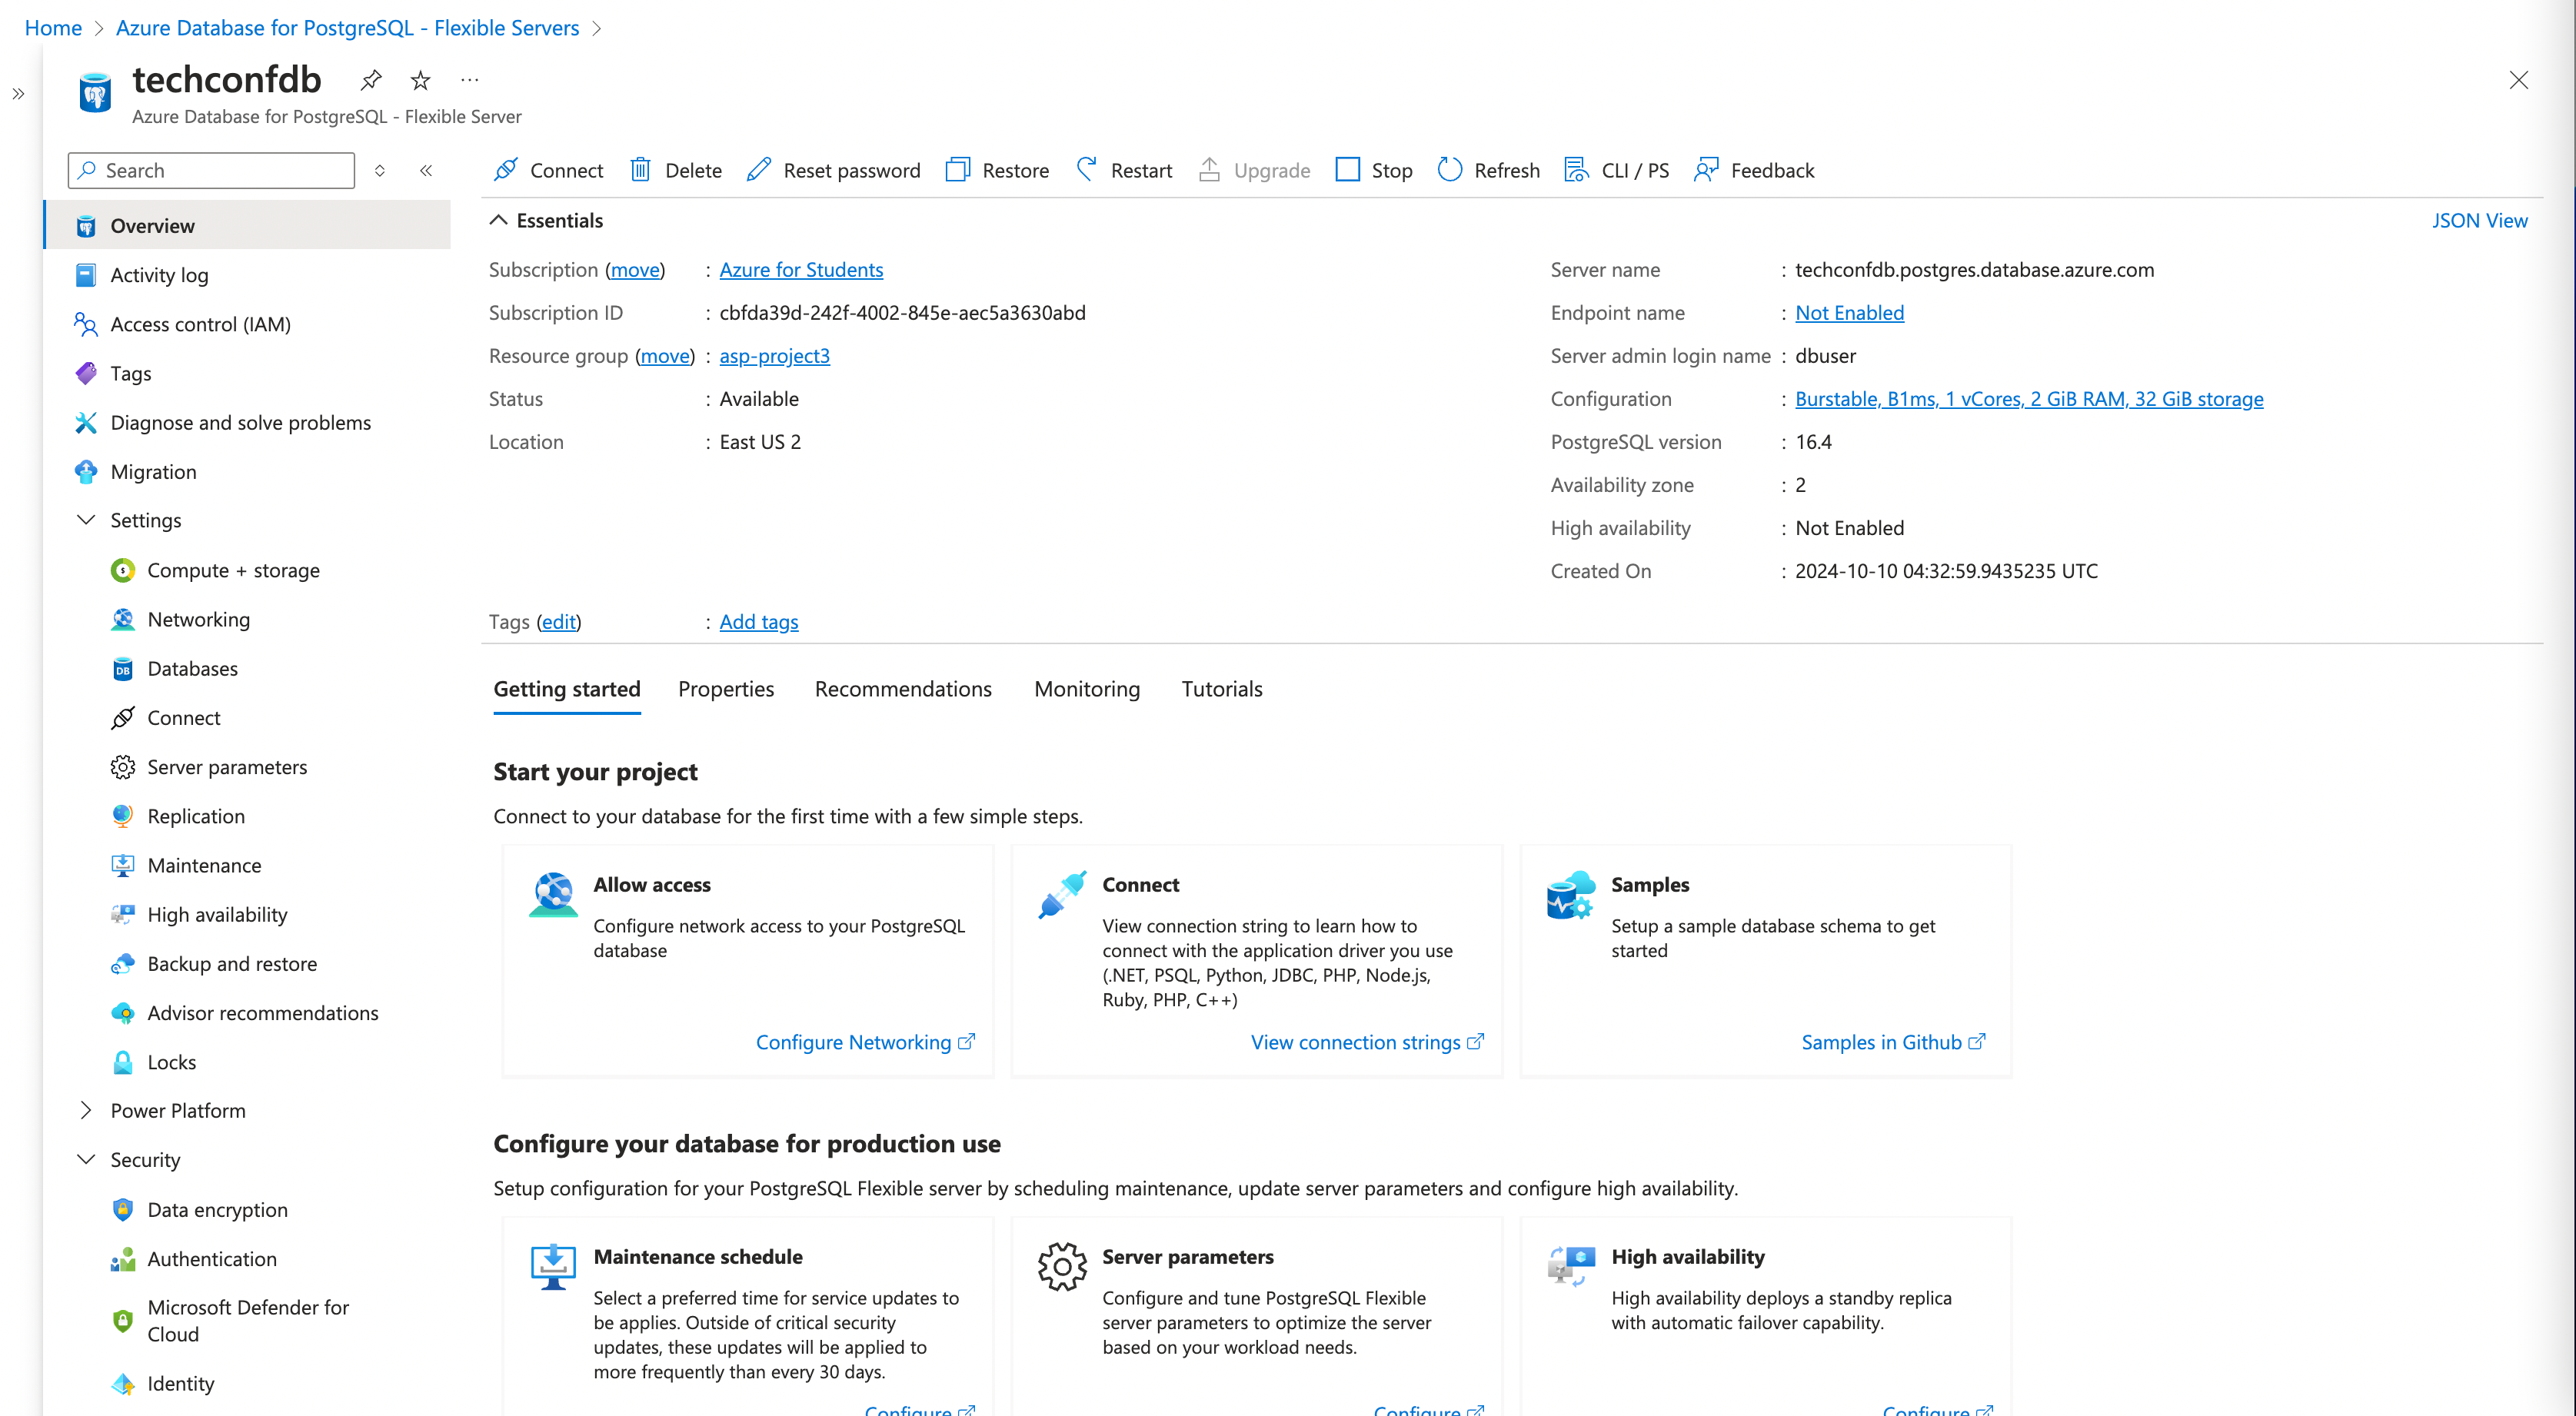 Home > Azure Database for PostgreSQL - Flexible Servers >
techconfdb
Azure Database for PostgreSQL - Flexible Server
Search
Connect Delete Reset password Restore Restart Upgrade Stop Refresh CLI / PS Feedback
Overview
Activity log
Access control (IAM)
Tags
Diagnose and solve problems
Migration
Settings
Compute + storage
Networking
Databases
Connect
Server parameters
Replication
Maintenance
High availability
Backup and restore
Advisor recommendations
Locks
Power Platform
Security
Data encryption
Authentication
Microsoft Defender for
Cloud
Identity
Essentials
JSON View
Subscription (move) : Azure for Students
Subscription ID : cbfda39d-242f-4002-845e-aec5a3630abd
Resource group (move) : asp-project3
Status : Available
Location : East US 2
Server name : techconfdb.postgres.database.azure.com
Endpoint name : Not Enabled
Server admin login name : dbuser
Configuration : Burstable, B1ms, 1 vCores, 2 GiB RAM, 32 GiB storage
PostgreSQL version : 16.4
Availability zone : 2
High availability : Not Enabled
Created On : 2024-10-10 04:32:59.9435235 UTC
Tags (edit) : Add tags
Getting started Properties Recommendations Monitoring Tutorials
Start your project
Connect to your database for the first time with a few simple steps.
Allow access
Configure network access to your PostgreSQL
database
Configure Networking
Connect
View connection string to learn how to
connect with the application driver you use
(.NET, PSQL, Python, JDBC, PHP, Node.js,
Ruby, PHP, C++)
View connection strings
Samples
Setup a sample database schema to get
started
Samples in Github
Configure your database for production use
Setup configuration for your PostgreSQL Flexible server by scheduling maintenance, update server parameters and configure high availability.
Maintenance schedule
Select a preferred time for service updates to
be applies. Outside of critical security
updates, these updates will be applied to
more frequently than every 30 days.
Configure
Server parameters
Configure and tune PostgreSQL Flexible
server parameters to optimize the server
based on your workload needs.
Configure
High availability
High availability deploys a standby replica
with automatic failover capability.
Configure